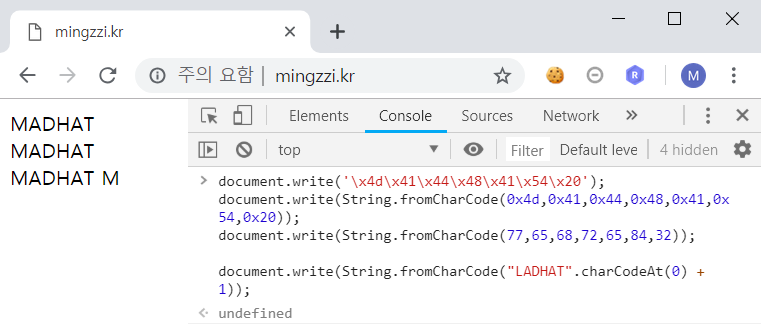 mingzzi.kr
주의 요함 | mingzzi.kr
M
MADHAT
MADHAT
MADHAT M
Elements Console Sources Network
top Filter Default leve 4 hidden
document.write('\x4d\x41\x44\x48\x41\x54\x20');
document.write(String.fromCharCode(0x4d,0x41,0x44,0x48,0x41,0x
54,0x20));
document.write(String.fromCharCode(77,65,68,72,65,84,32));
document.write(String.fromCharCode("LADHAT".charCodeAt(0) +
1));
undefined